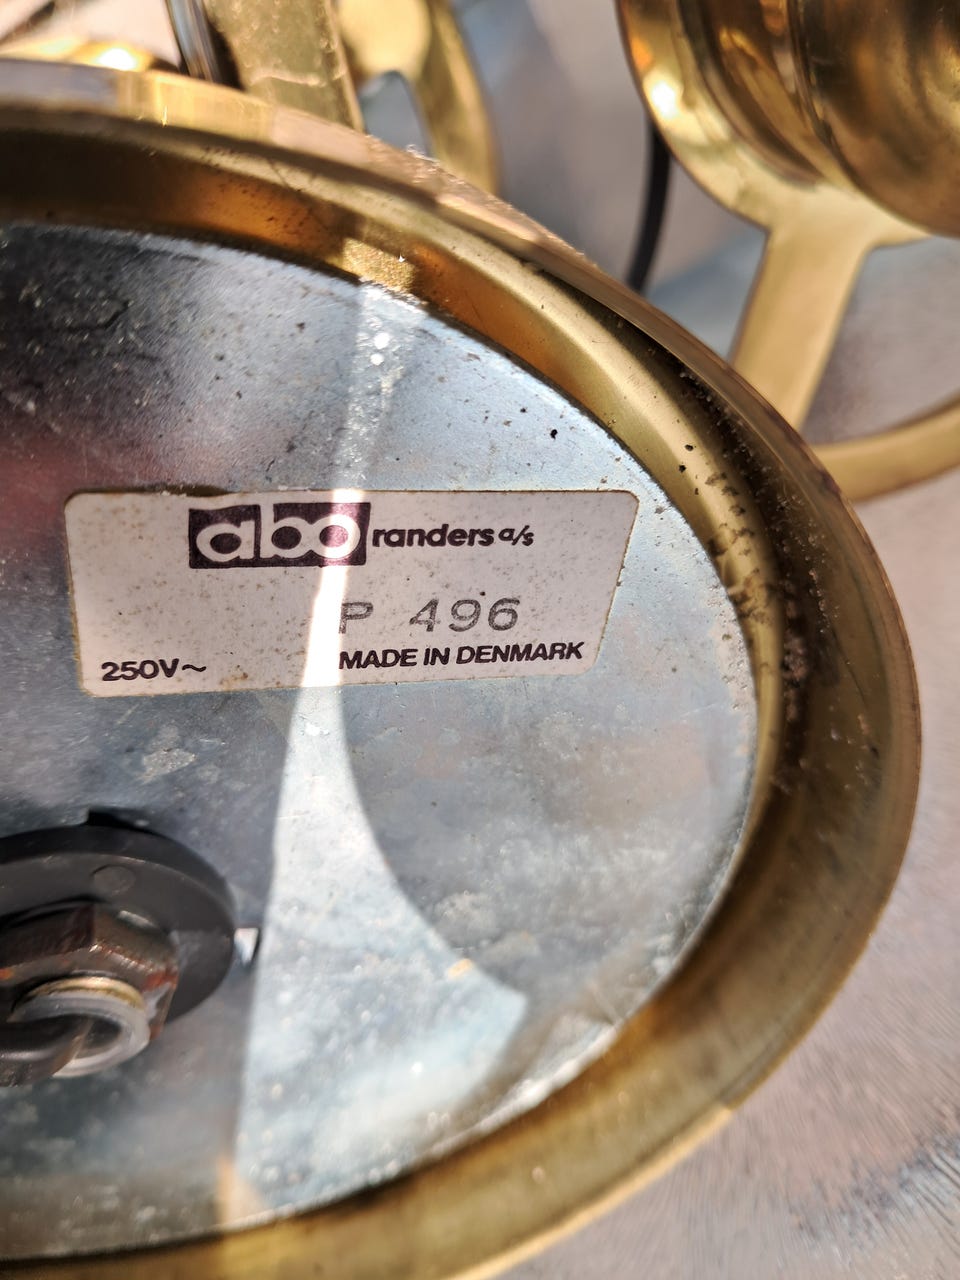 abo randers a/s
P 496
250V~ MADE IN DENMARK